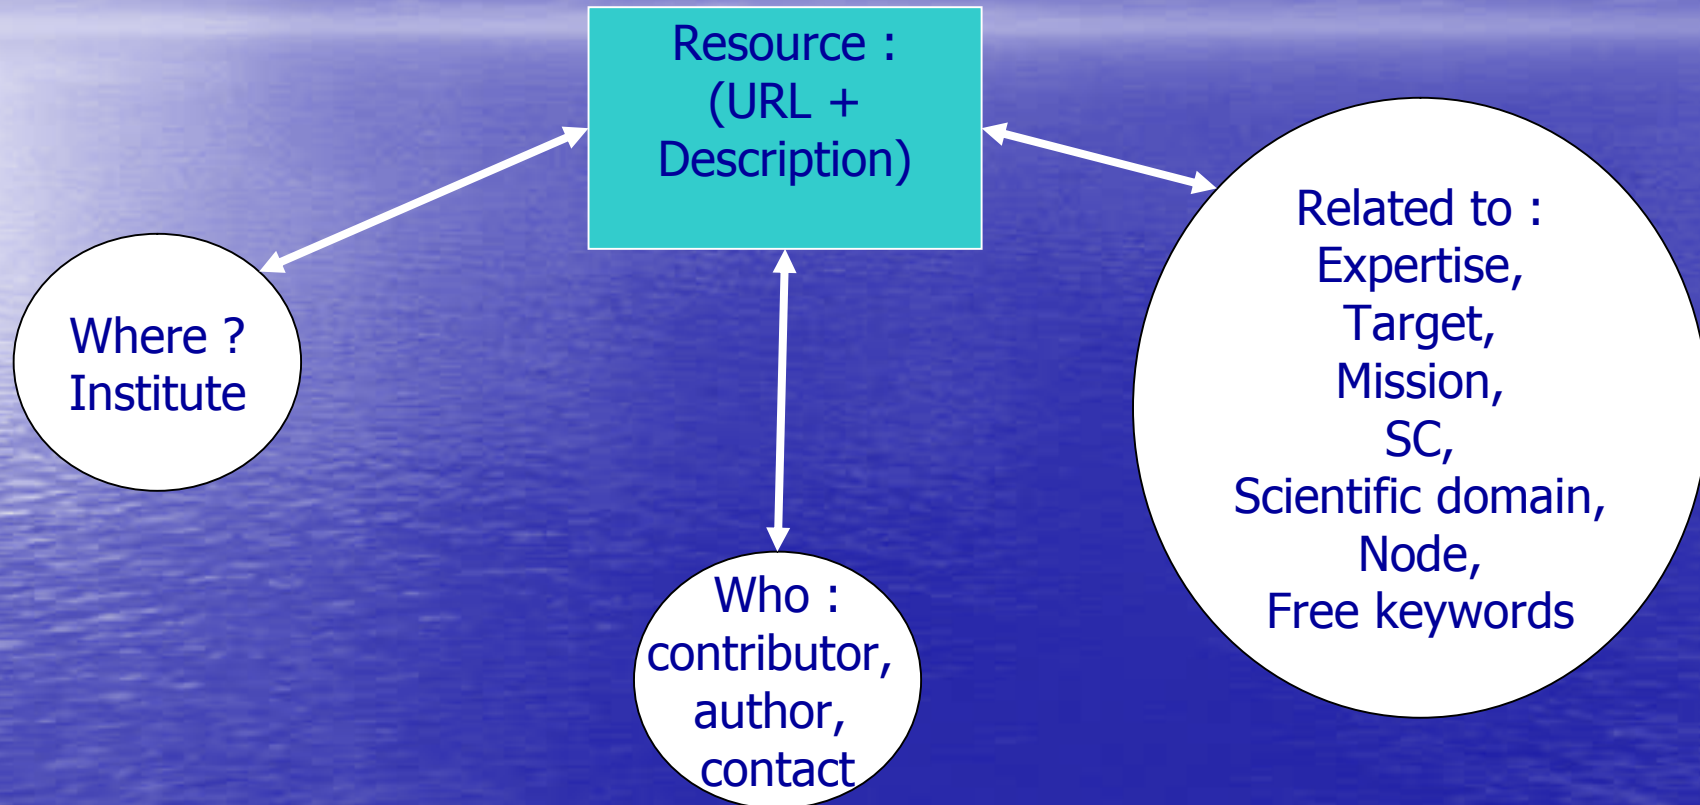 Resource :
(URL +
Description)
Where ?
Institute
Who :
contributor,
author,
contact
Related to :
Expertise,
Target,
Mission,
SC,
Scientific domain,
Node,
Free keywords